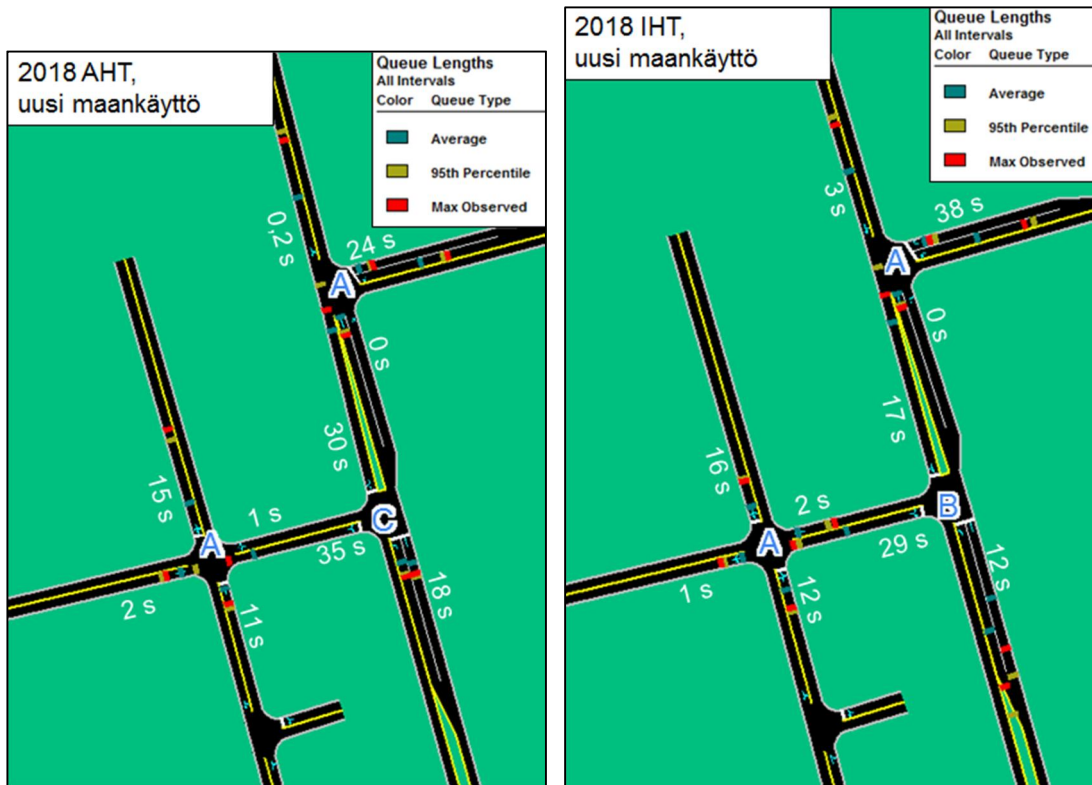 2018 AHT,
uusi maankäyttö
Queue Lengths
All Intervals
Color Queue Type
Average
95th Percentile
Max Observed
0,2 s
24 s
A
0 s
30 s
15 s
1 s
C
A
35 s
18 s
2 s
11 s
2018 IHT,
uusi maankäyttö
Queue Lengths
All Intervals
Color Queue Type
Average
95th Percentile
Max Observed
3 s
38 s
A
0 s
17 s
16 s
2 s
B
A
29 s
12 s
1 s
12 s